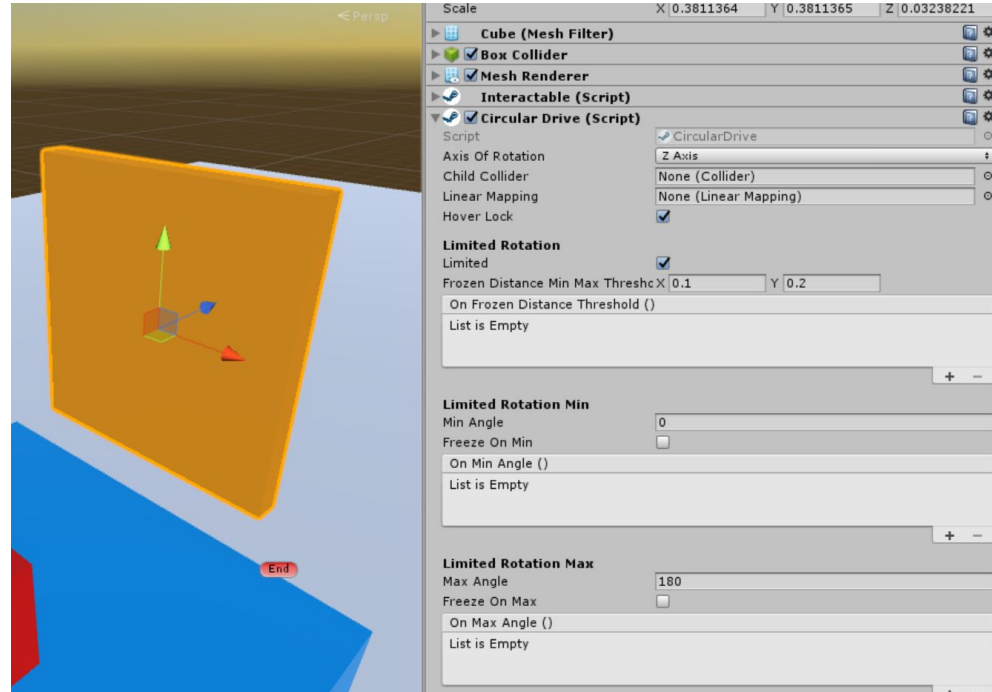 Persp
Scale X 0.3811364 Y 0.3811365 Z 0.03238221
Cube (Mesh Filter)
Box Collider
Mesh Renderer
Interactable (Script)
Circular Drive (Script)
Script CircularDrive
Axis Of Rotation Z Axis
Child Collider None (Collider)
Linear Mapping None (Linear Mapping)
Hover Lock
Limited Rotation
Limited
Frozen Distance Min Max Thresho X 0.1 Y 0.2
On Frozen Distance Threshold ()
List is Empty
+ −
Limited Rotation Min
Min Angle 0
Freeze On Min
On Min Angle ()
List is Empty
+ −
End
Limited Rotation Max
Max Angle 180
Freeze On Max
On Max Angle ()
List is Empty